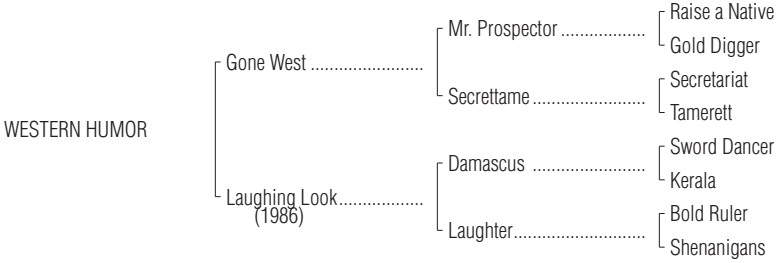 Raise a Native
Mr. Prospector ....................
Gold Digger
Gone West ........................
Secretariat
Secrettame ........................
Tamerett
WESTERN HUMOR
Sword Dancer
Damascus ........................
Kerala
Laughing Look..................
(1986)
Bold Ruler
Laughter............................
Shenanigans